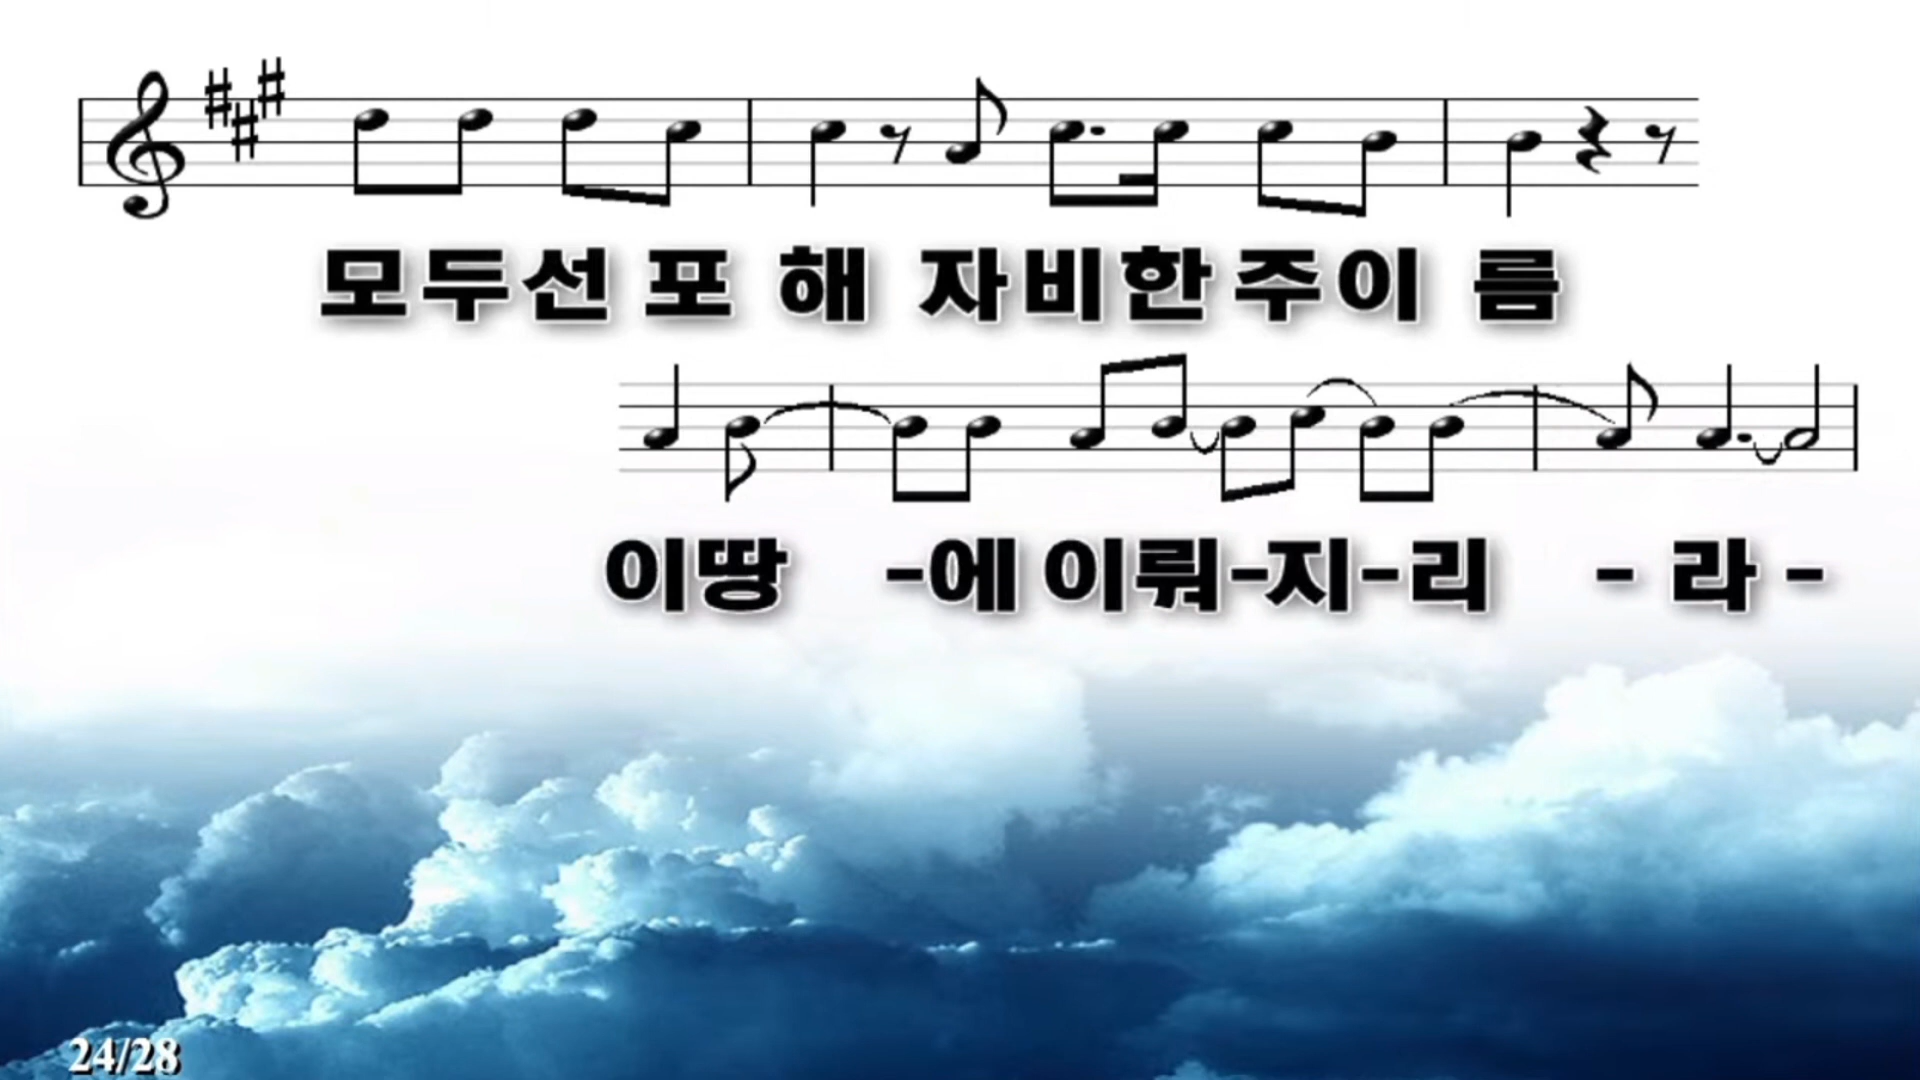 모두선 포 해 자비한주이 름
이땅 -에이뤄-지-리 - 라 -
24/28